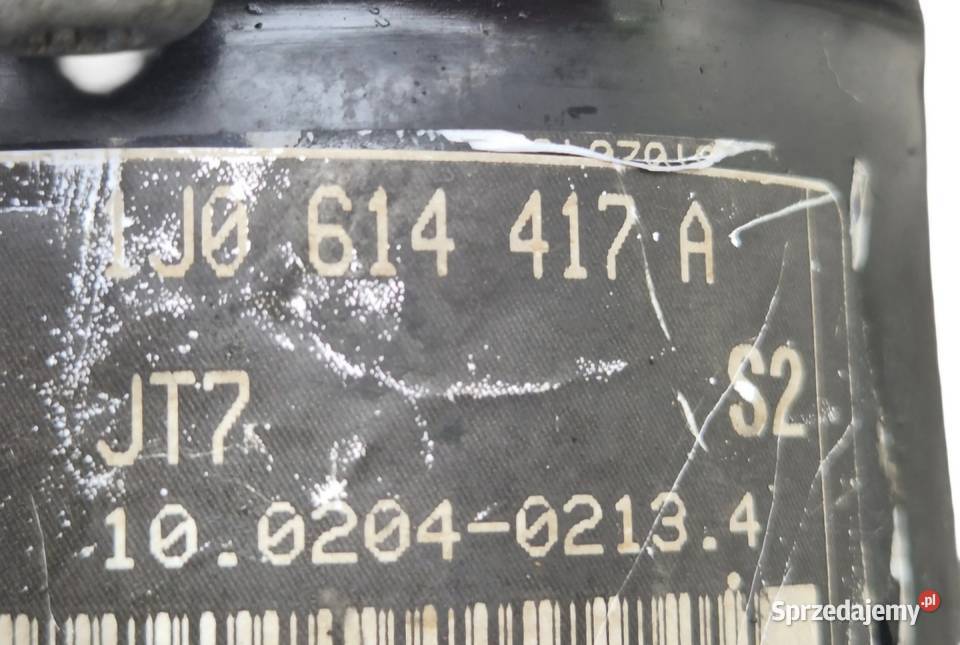 1J0 614 417 A
JT7 S2
10.0204-0213.4
Sprzedajemy.pl